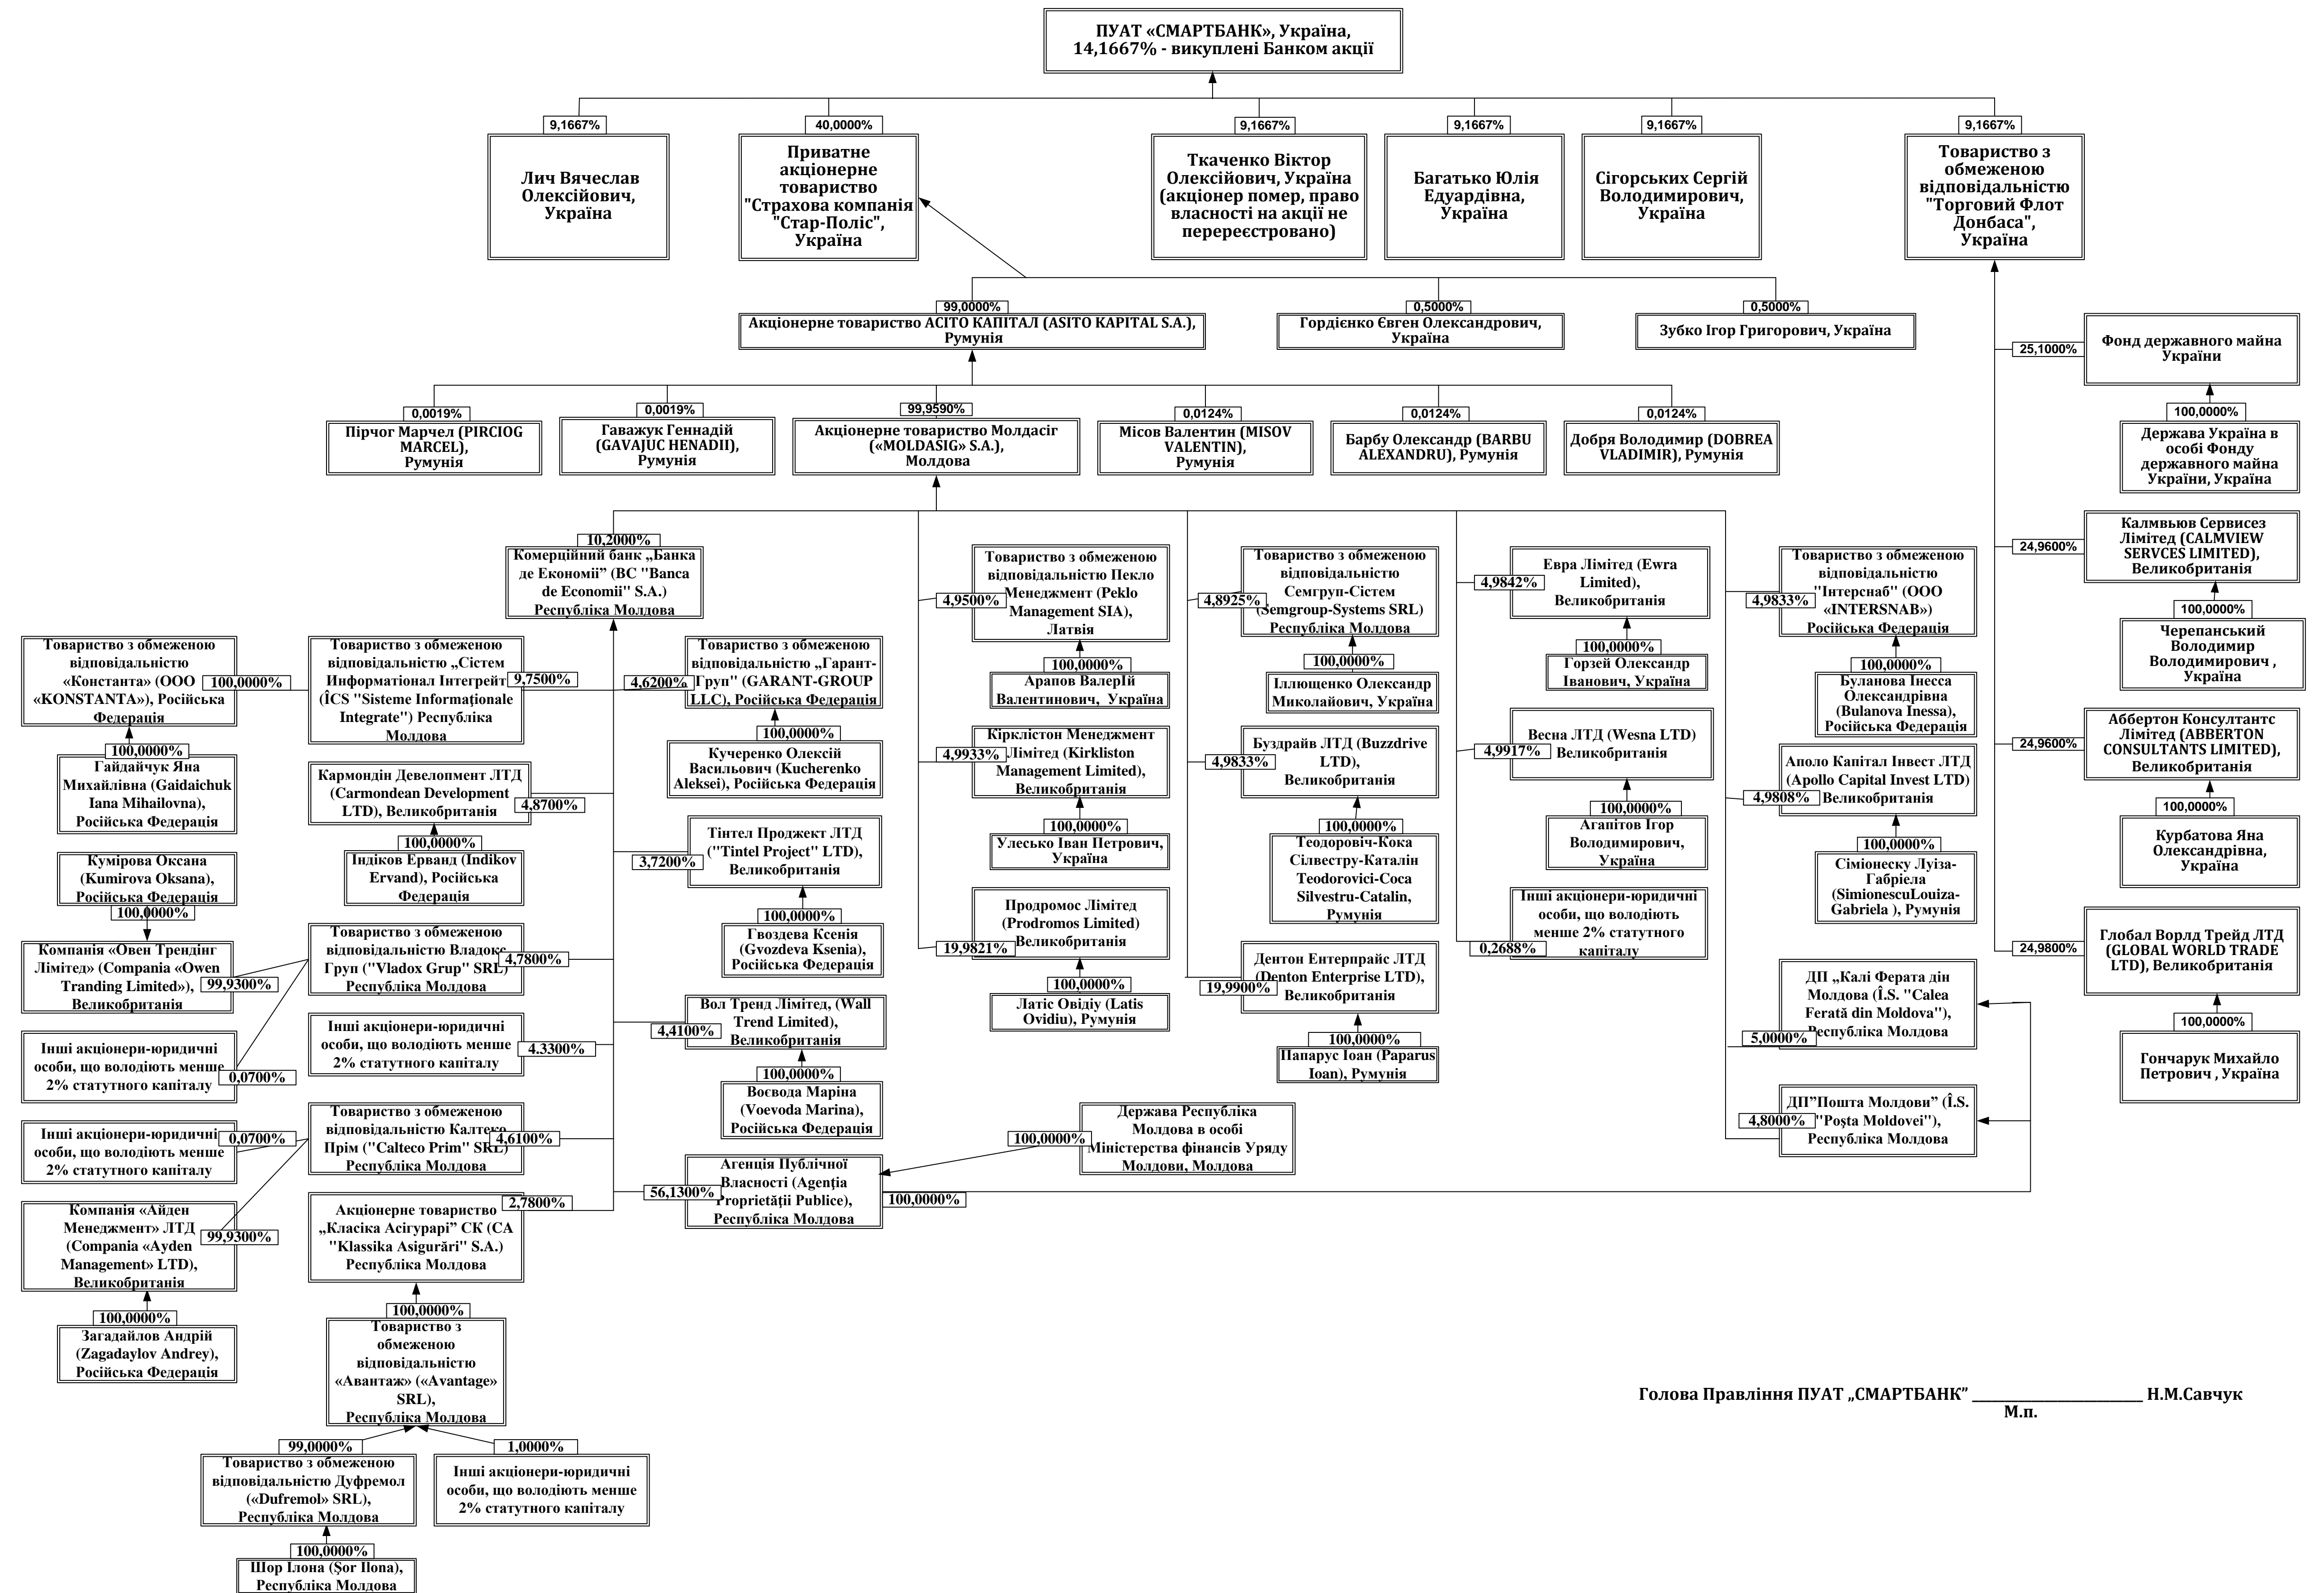 ПУАТ «СМАРТБАНК», Україна,
14,1667% - викуплені Банком акції
9,1667%
Лич Вячеслав
Олексійович,
Україна
40,0000%
Приватне
акціонерне
товариство
"Страхова компанія
"Стар-Поліс",
Україна
9,1667%
Ткаченко Віктор
Олексійович, Україна
(акціонер помер, право
власності на акції не
перереєстровано)
9,1667%
Багатько Юлія
Едуардівна,
Україна
9,1667%
Сігорських Сергій
Володимирович,
Україна
9,1667%
Товариство з
обмеженою
відповідальністю
"Торговий Флот
Донбаса",
Україна
99,0000%
Акціонерне товариство АСІТО КАПІТАЛ (ASITO KAPITAL S.A.),
Румунія
0,5000%
Гордієнко Євген Олександрович,
Україна
0,5000%
Зубко Ігор Григорович, Україна
25,1000%
Фонд державного майна
України
100,0000%
Держава Україна в
особі Фонду
державного майна
України, Україна
0,0019%
Пірчог Марчел (PIRCIOG
MARCEL),
Румунія
0,0019%
Гаважук Геннадій
(GAVAJUC HENADII),
Румунія
99,9590%
Акціонерне товариство Молдасіг
(«MOLDASIG» S.A.),
Молдова
0,0124%
Місов Валентин (MISOV
VALENTIN),
Румунія
0,0124%
Барбу Олександр (BARBU
ALEXANDRU), Румунія
0,0124%
Добря Володимир (DOBREA
VLADIMIR), Румунія
24,9600%
Калмвьюв Сервисез
Лімітед (CALMVIEW
SERVCES LIMITED),
Великобританія
100,0000%
Черепанський
Володимир
Володимирович ,
Україна
24,9600%
Аббертон Консултантс
Лімітед (ABBERTON
CONSULTANTS LIMITED),
Великобританія
100,0000%
Курбатова Яна
Олександрівна,
Україна
24,9800%
Глобал Ворлд Трейд ЛТД
(GLOBAL WORLD TRADE
LTD), Великобританія
100,0000%
Гончарук Михайло
Петрович , Україна
10,2000%
Комерційний банк „Банка
де Економіі” (BC "Banca
de Economii" S.A.)
Республіка Молдова
4,9500%
Товариство з обмеженою
відповідальністю Пекло
Менеджмент (Peklo
Management SIA),
Латвія
100,0000%
Арапов ВалерІй
Валентинович, Україна
4,8925%
Товариство з обмеженою
відповідальністю
Семгруп-Сістем
(Semgroup-Systems SRL)
Республіка Молдова
100,0000%
Іллющенко Олександр
Миколайович, Україна
4,9842%
Евра Лімітед (Ewra
Limited),
Великобританія
100,0000%
Горзей Олександр
Іванович, Україна
4,9833%
Товариство з обмеженою
відповідальністю
"Інтерснаб" (ООО
«INTERSNAB»)
Російська Федерація
100,0000%
Буланова Інесса
Олександрівна
(Bulanova Inessa),
Російська Федерація
Товариство з обмеженою
відповідальністю
«Константа» (ООО
«KONSTANTA»), Російська
Федерація
100,0000%
100,0000%
Гайдайчук Яна
Михайлівна (Gaidaichuk
Iana Mihailovna),
Російська Федерація
Товариство з обмеженою
відповідальністю „Сістем
Информатіонал Інтегрейт
(ÎCS "Sisteme Informaţionale
Integrate") Республіка
Молдова
9,7500%
4,6200%
Товариство з обмеженою
відповідальністю „Гарант-
Груп" (GARANT-GROUP
LLC), Російська Федерація
100,0000%
Кучеренко Олексій
Васильович (Kucherenko
Aleksei), Російська Федерація
4,9933%
Кірклістон Менеджмент
Лімітед (Kirkliston
Management Limited),
Великобританія
100,0000%
Улесько Іван Петрович,
Україна
4,9833%
Буздрайв ЛТД (Buzzdrive
LTD),
Великобританія
100,0000%
Теодоровіч-Кока
Сілвестру-Каталін
Teodorovici-Coca
Silvestru-Catalin,
Румунія
4,9917%
Весна ЛТД (Wesna LTD)
Великобританія
100,0000%
Агапітов Ігор
Володимирович,
Україна
4,9808%
Аполо Капітал Інвест ЛТД
(Apollo Capital Invest LTD)
Великобританія
100,0000%
Сіміонеску Луіза-
Габріела
(SimionescuLouiza-
Gabriela ), Румунія
Кармондін Девелопмент ЛТД
(Carmondean Development
LTD), Великобританія
4,8700%
100,0000%
Індіков Ерванд (Indikov
Ervand), Російська
Федерація
3,7200%
Тінтел Проджект ЛТД
("Tintel Project" LTD),
Великобританія
100,0000%
Гвоздева Ксенія
(Gvozdeva Ksenia),
Російська Федерація
Кумірова Оксана
(Kumirova Oksana),
Російська Федерація
100,0000%
Компанія «Овен Трендінг
Лімітед» (Compania «Owen
Tranding Limited»),
Великобританія
99,9300%
Товариство з обмеженою
відповідальністю Владокс
Груп ("Vladox Grup" SRL)
Республіка Молдова
4,7800%
19,9821%
Продромос Лімітед
(Prodromos Limited)
Великобританія
100,0000%
Латіс Овідіу (Latis
Ovidiu), Румунія
19,9900%
Дентон Ентерпрайс ЛТД
(Denton Enterprise LTD),
Великобританія
100,0000%
Папарус Іоан (Paparus
Ioan), Румунія
0,2688%
Інші акціонери-юридичні
особи, що володіють
менше 2% статутного
капіталу
ДП „Калі Ферата дін
Молдова (Î.S. "Calea
Ferată din Moldova"),
Республіка Молдова
5,0000%
Інші акціонери-юридичні
особи, що володіють менше
2% статутного капіталу
0,0700%
Інші акціонери-юридичні
особи, що володіють менше
2% статутного капіталу
4.3300%
4,4100%
Вол Тренд Лімітед, (Wall
Trend Limited),
Великобританія
100,0000%
Воєвода Маріна
(Voevoda Marina),
Російська Федерація
Інші акціонери-юридичні
особи, що володіють менше
2% статутного капіталу
0,0700%
Товариство з обмеженою
відповідальністю Калтеко
Прім ("Calteco Prim" SRL)
Республіка Молдова
4,6100%
100,0000%
Держава Республіка
Молдова в особі
Міністерства фінансів Уряду
Молдови, Молдова
4,8000%
ДП”Пошта Молдови” (Î.S.
"Poşta Moldovei"),
Республіка Молдова
56,1300%
Агенція Публічної
Власності (Agenţia
Proprietăţii Publice),
Республіка Молдова
100,0000%
Компанія «Айден
Менеджмент» ЛТД
(Compania «Ayden
Management» LTD),
Великобританія
99,9300%
100,0000%
Загадайлов Андрій
(Zagadaylov Andrey),
Російська Федерація
2,7800%
Акціонерне товариство
„Класіка Асігурарі” СК (CA
"Klassika Asigurări" S.A.)
Республіка Молдова
100,0000%
Товариство з
обмеженою
відповідальністю
«Авантаж» («Avantage»
SRL),
Республіка Молдова
99,0000%
Товариство з обмеженою
відповідальністю Дуфремол
(«Dufremol» SRL),
Республіка Молдова
1,0000%
Інші акціонери-юридичні
особи, що володіють менше
2% статутного капіталу
100,0000%
Шор Ілона (Şor Ilona),
Республіка Молдова
Голова Правління ПУАТ „СМАРТБАНК” ____________________ Н.М.Савчук
М.п.